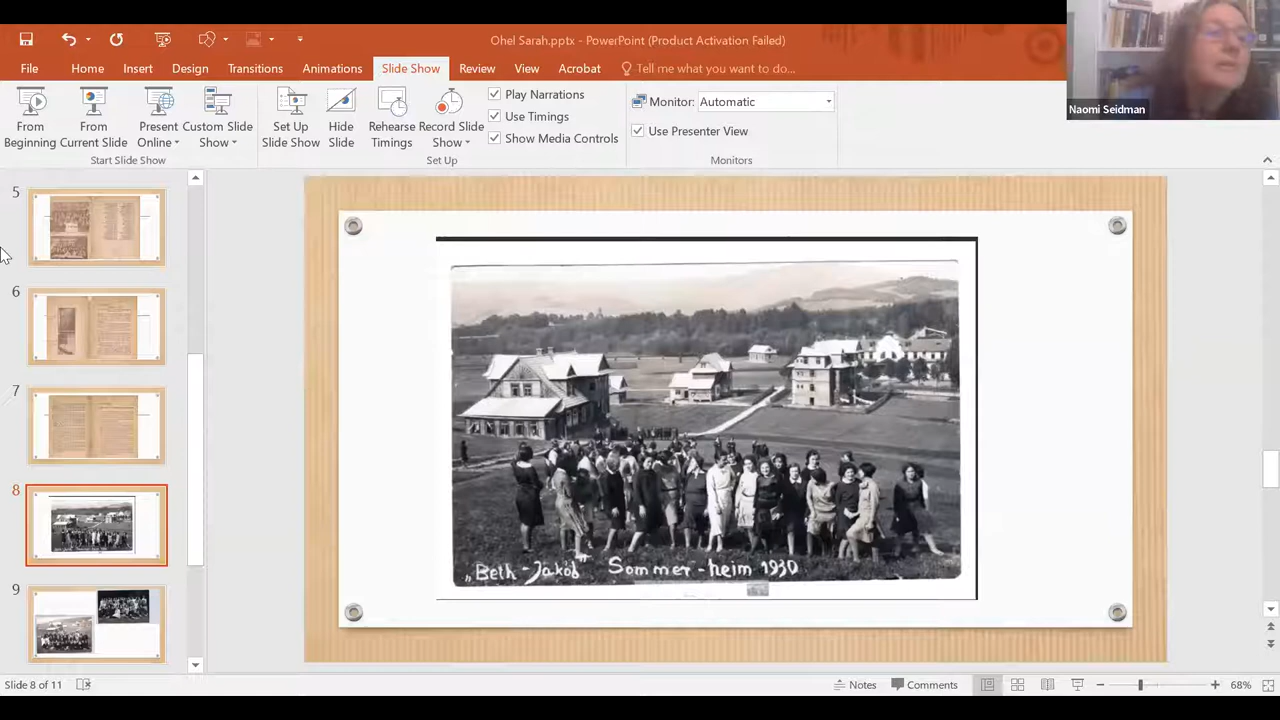 Ohel Sarah.pptx - PowerPoint (Product Activation Failed)
File Home Insert Design Transitions Animations Slide Show Review View Acrobat Tell me what you want to do...
From Beginning
From Current Slide
Present Online
Custom Slide Show
Start Slide Show
Set Up Slide Show
Hide Slide
Rehearse Timings
Record Slide Show
Play Narrations
Use Timings
Show Media Controls
Set Up
Monitor: Automatic
Use Presenter View
Monitors
Naomi Seidman
5
6
7
8
9
„Beth-Jakób" Sommer-heim 1930
Slide 8 of 11
Notes Comments 68%